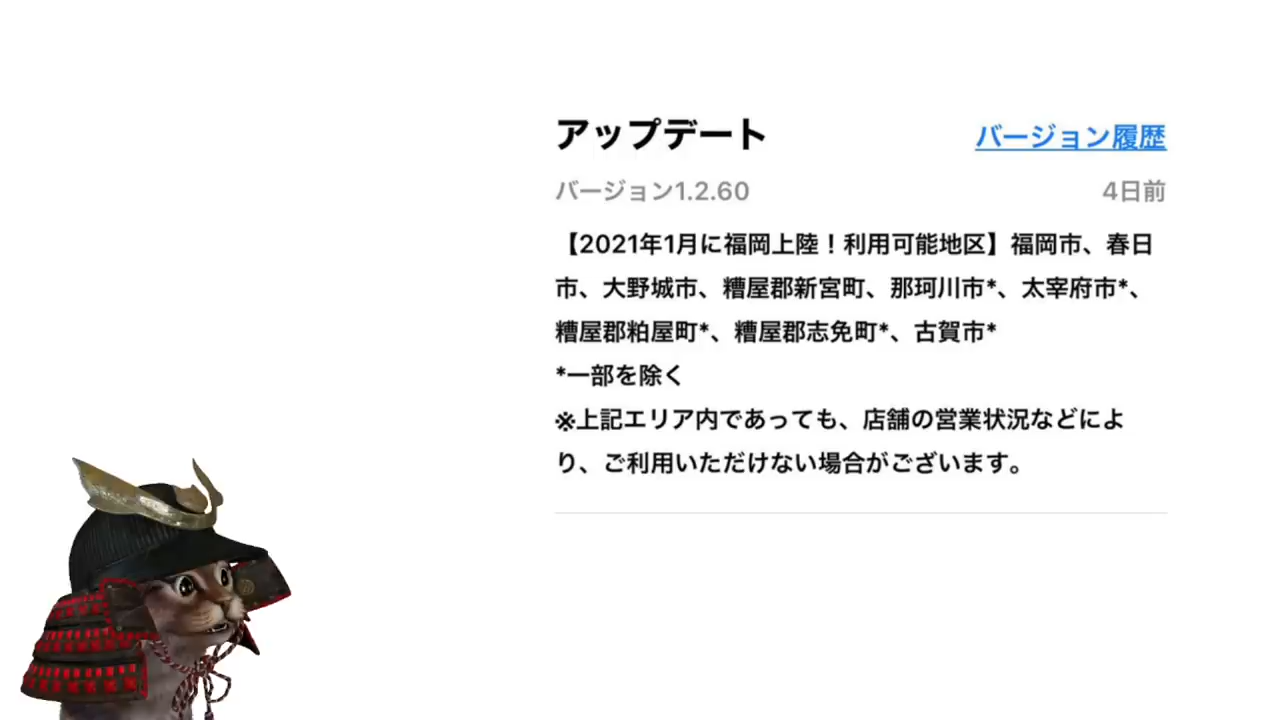 アップデート
バージョン履歴
バージョン1.2.60
4日前
【2021年1月に福岡上陸！利用可能地区】福岡市、春日
市、大野城市、糟屋郡新宮町、那珂川市*、太宰府市*、
糟屋郡粕屋町*、糟屋郡志免町*、古賀市*
*一部を除く
※上記エリア内であっても、店舗の営業状況などによ
り、ご利用いただけない場合がございます。